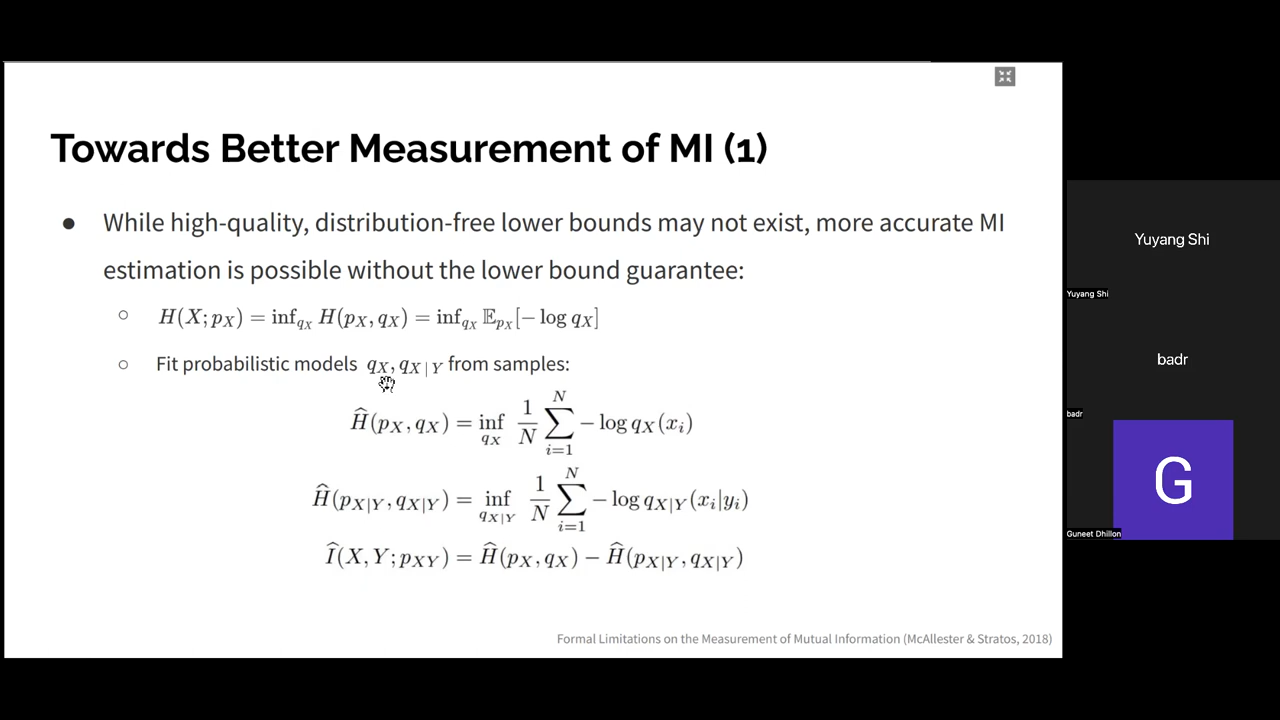 Towards Better Measurement of MI (1)
● While high-quality, distribution-free lower bounds may not exist, more accurate MI
estimation is possible without the lower bound guarantee:
○ H(X; p_X) = inf_{q_X} H(p_X, q_X) = inf_{q_X} 𝔼_{p_X}[− log q_X]
○ Fit probabilistic models q_X, q_{X|Y} from samples:
Ĥ(p_X, q_X) = inf_{q_X} 1/N ∑_{i=1}^{N} − log q_X(x_i)
Ĥ(p_{X|Y}, q_{X|Y}) = inf_{q_{X|Y}} 1/N ∑_{i=1}^{N} − log q_{X|Y}(x_i|y_i)
Î(X, Y; p_{XY}) = Ĥ(p_X, q_X) − Ĥ(p_{X|Y}, q_{X|Y})
Formal Limitations on the Measurement of Mutual Information (McAllester & Stratos, 2018)
Yuyang Shi
Yuyang Shi
badr
badr
G
Guneet Dhillon